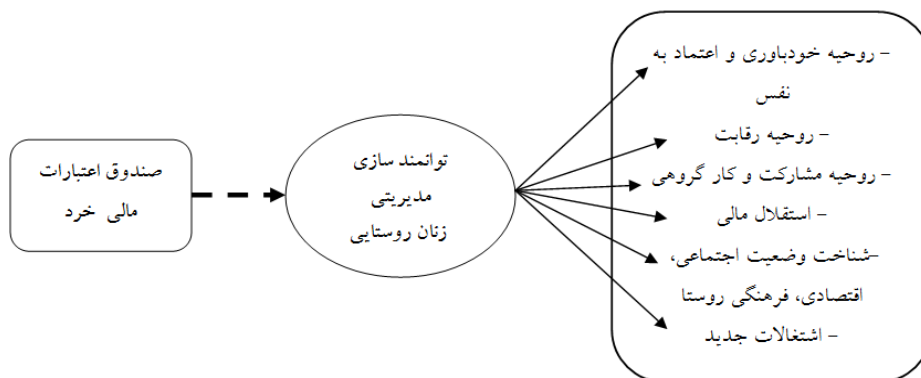 صندوق اعتبارات
مالی خرد
توانمند سازی
مدیریتی
زنان روستایی
– روحیه خودباوری و اعتماد به
نفس
– روحیه رقابت
– روحیه مشارکت و کار گروهی
– استقلال مالی
–شناخت وضعیت اجتماعی،
اقتصادی، فرهنگی روستا
– اشتغالات جدید